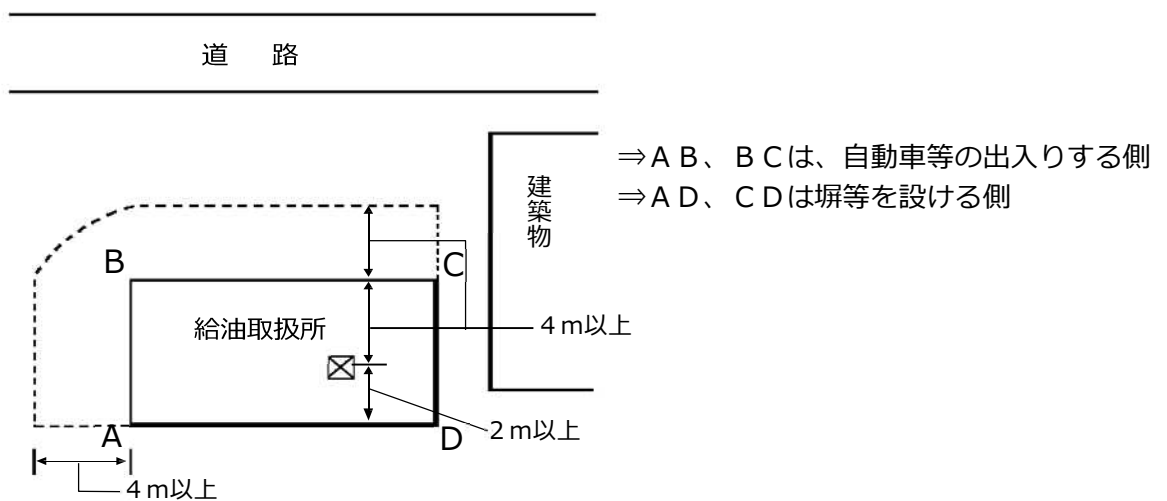 道　路
⇒ＡＢ、ＢＣは、自動車等の出入りする側
⇒ＡＤ、ＣＤは塀等を設ける側
建築物
B
C
給油取扱所
４ｍ以上
２ｍ以上
A
D
４ｍ以上